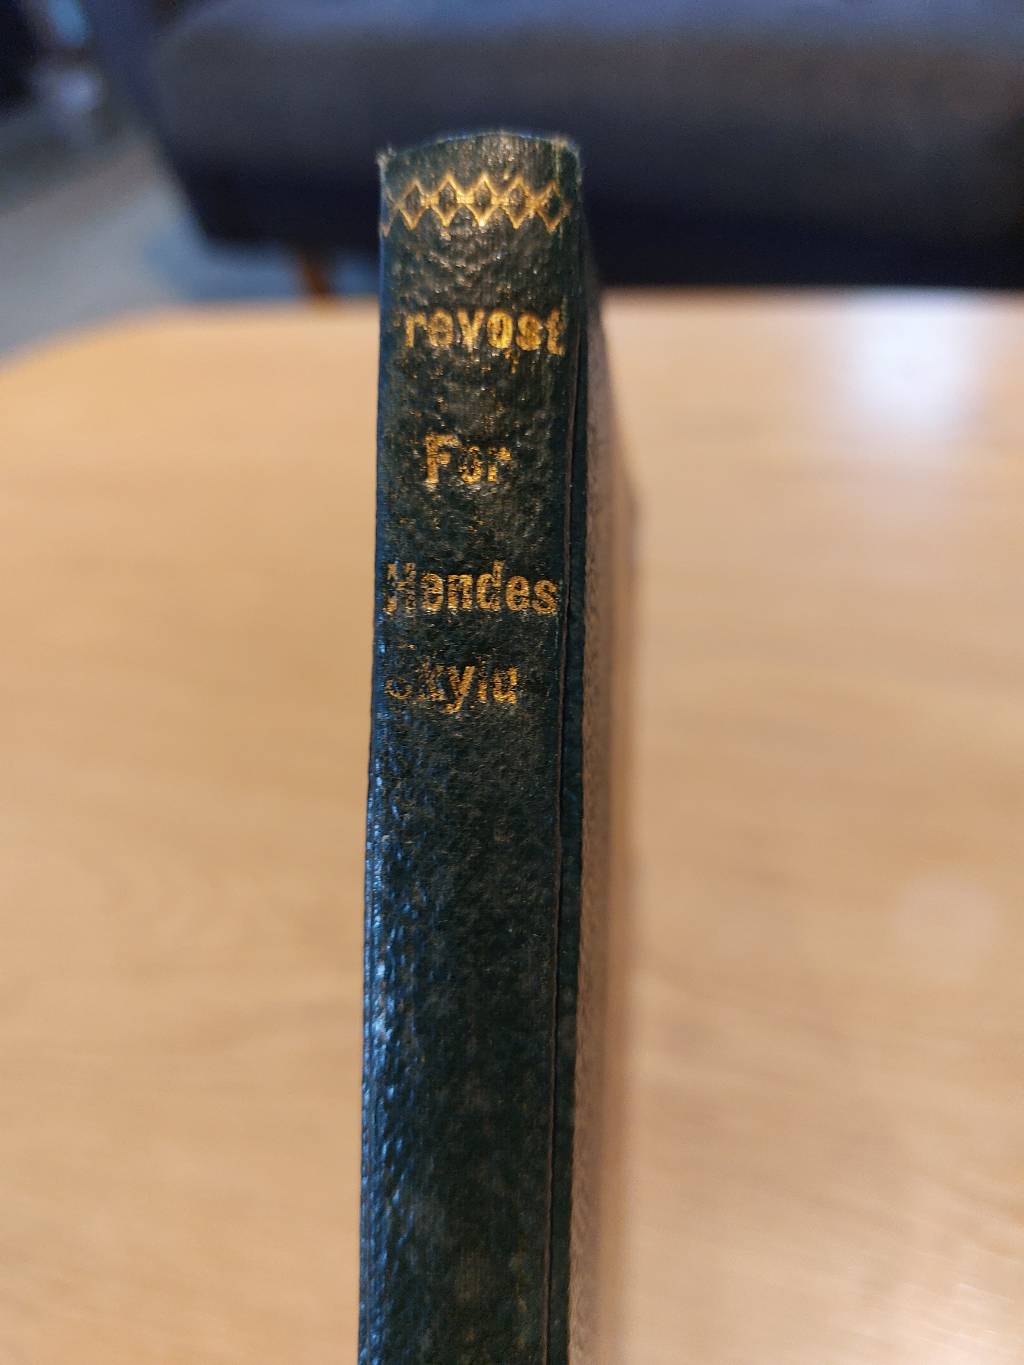 Prevost
For
Hendes
Skyld